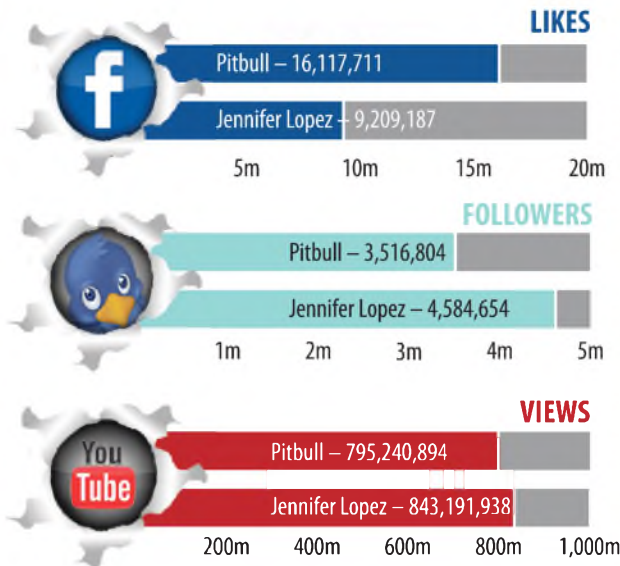 LIKES
f
Pitbull – 16,117,711
Jennifer Lopez – 9,209,187
5m 10m 15m 20m
FOLLOWERS
Pitbull – 3,516,804
Jennifer Lopez – 4,584,654
1m 2m 3m 4m 5m
VIEWS
You
Tube
Pitbull – 795,240,894
Jennifer Lopez – 843,191,938
200m 400m 600m 800m 1,000m